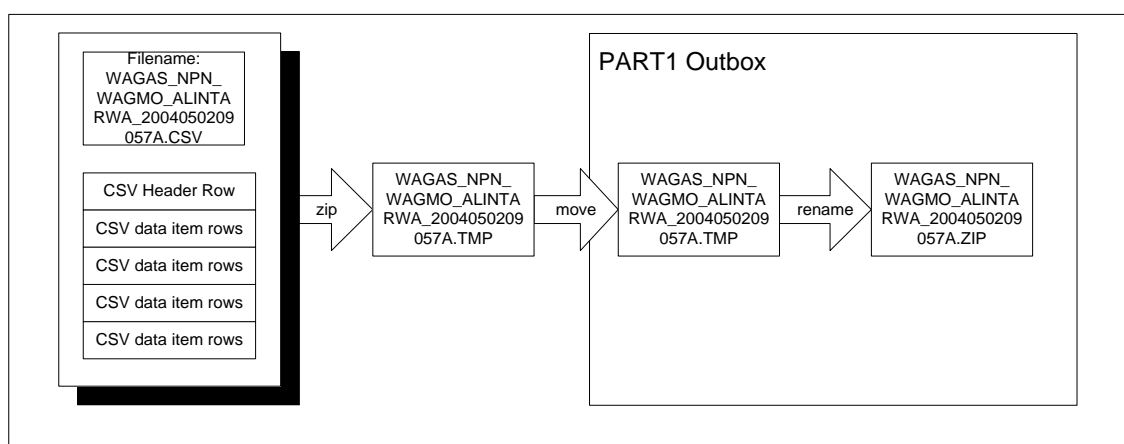 Filename:
WAGAS_NPN_
WAGMO_ALINTA
RWA_2004050209
057A.CSV
CSV Header Row
CSV data item rows
CSV data item rows
CSV data item rows
CSV data item rows
zip
WAGAS_NPN_
WAGMO_ALINTA
RWA_2004050209
057A.TMP
move
PART1 Outbox
WAGAS_NPN_
WAGMO_ALINTA
RWA_2004050209
057A.TMP
rename
WAGAS_NPN_
WAGMO_ALINTA
RWA_2004050209
057A.ZIP